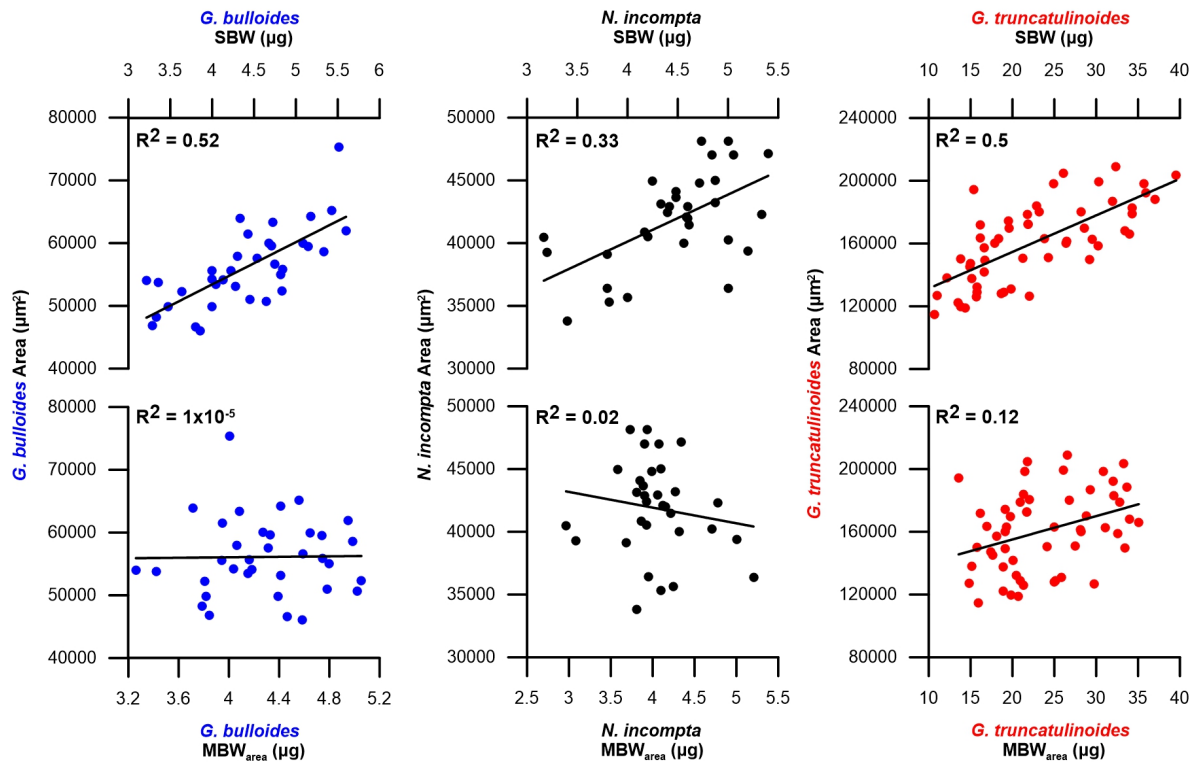 G. bulloides
SBW (µg)
3 3.5 4 4.5 5 5.5 6
N. incompta
SBW (µg)
3 3.5 4 4.5 5 5.5
G. truncatulinoides
SBW (µg)
10 15 20 25 30 35 40
G. bulloides Area (µm²)
80000
R² = 0.52
70000
60000
50000
40000
N. incompta Area (µm²)
50000
R² = 0.33
45000
40000
35000
30000
G. truncatulinoides Area (µm²)
240000
R² = 0.5
200000
160000
120000
80000
80000
R² = 1x10⁻⁵
70000
60000
50000
40000
3.2 3.6 4 4.4 4.8 5.2
G. bulloides
MBWarea (µg)
50000
R² = 0.02
45000
40000
35000
30000
2.5 3 3.5 4 4.5 5 5.5
N. incompta
MBWarea (µg)
240000
R² = 0.12
200000
160000
120000
80000
10 15 20 25 30 35 40
G. truncatulinoides
MBWarea (µg)